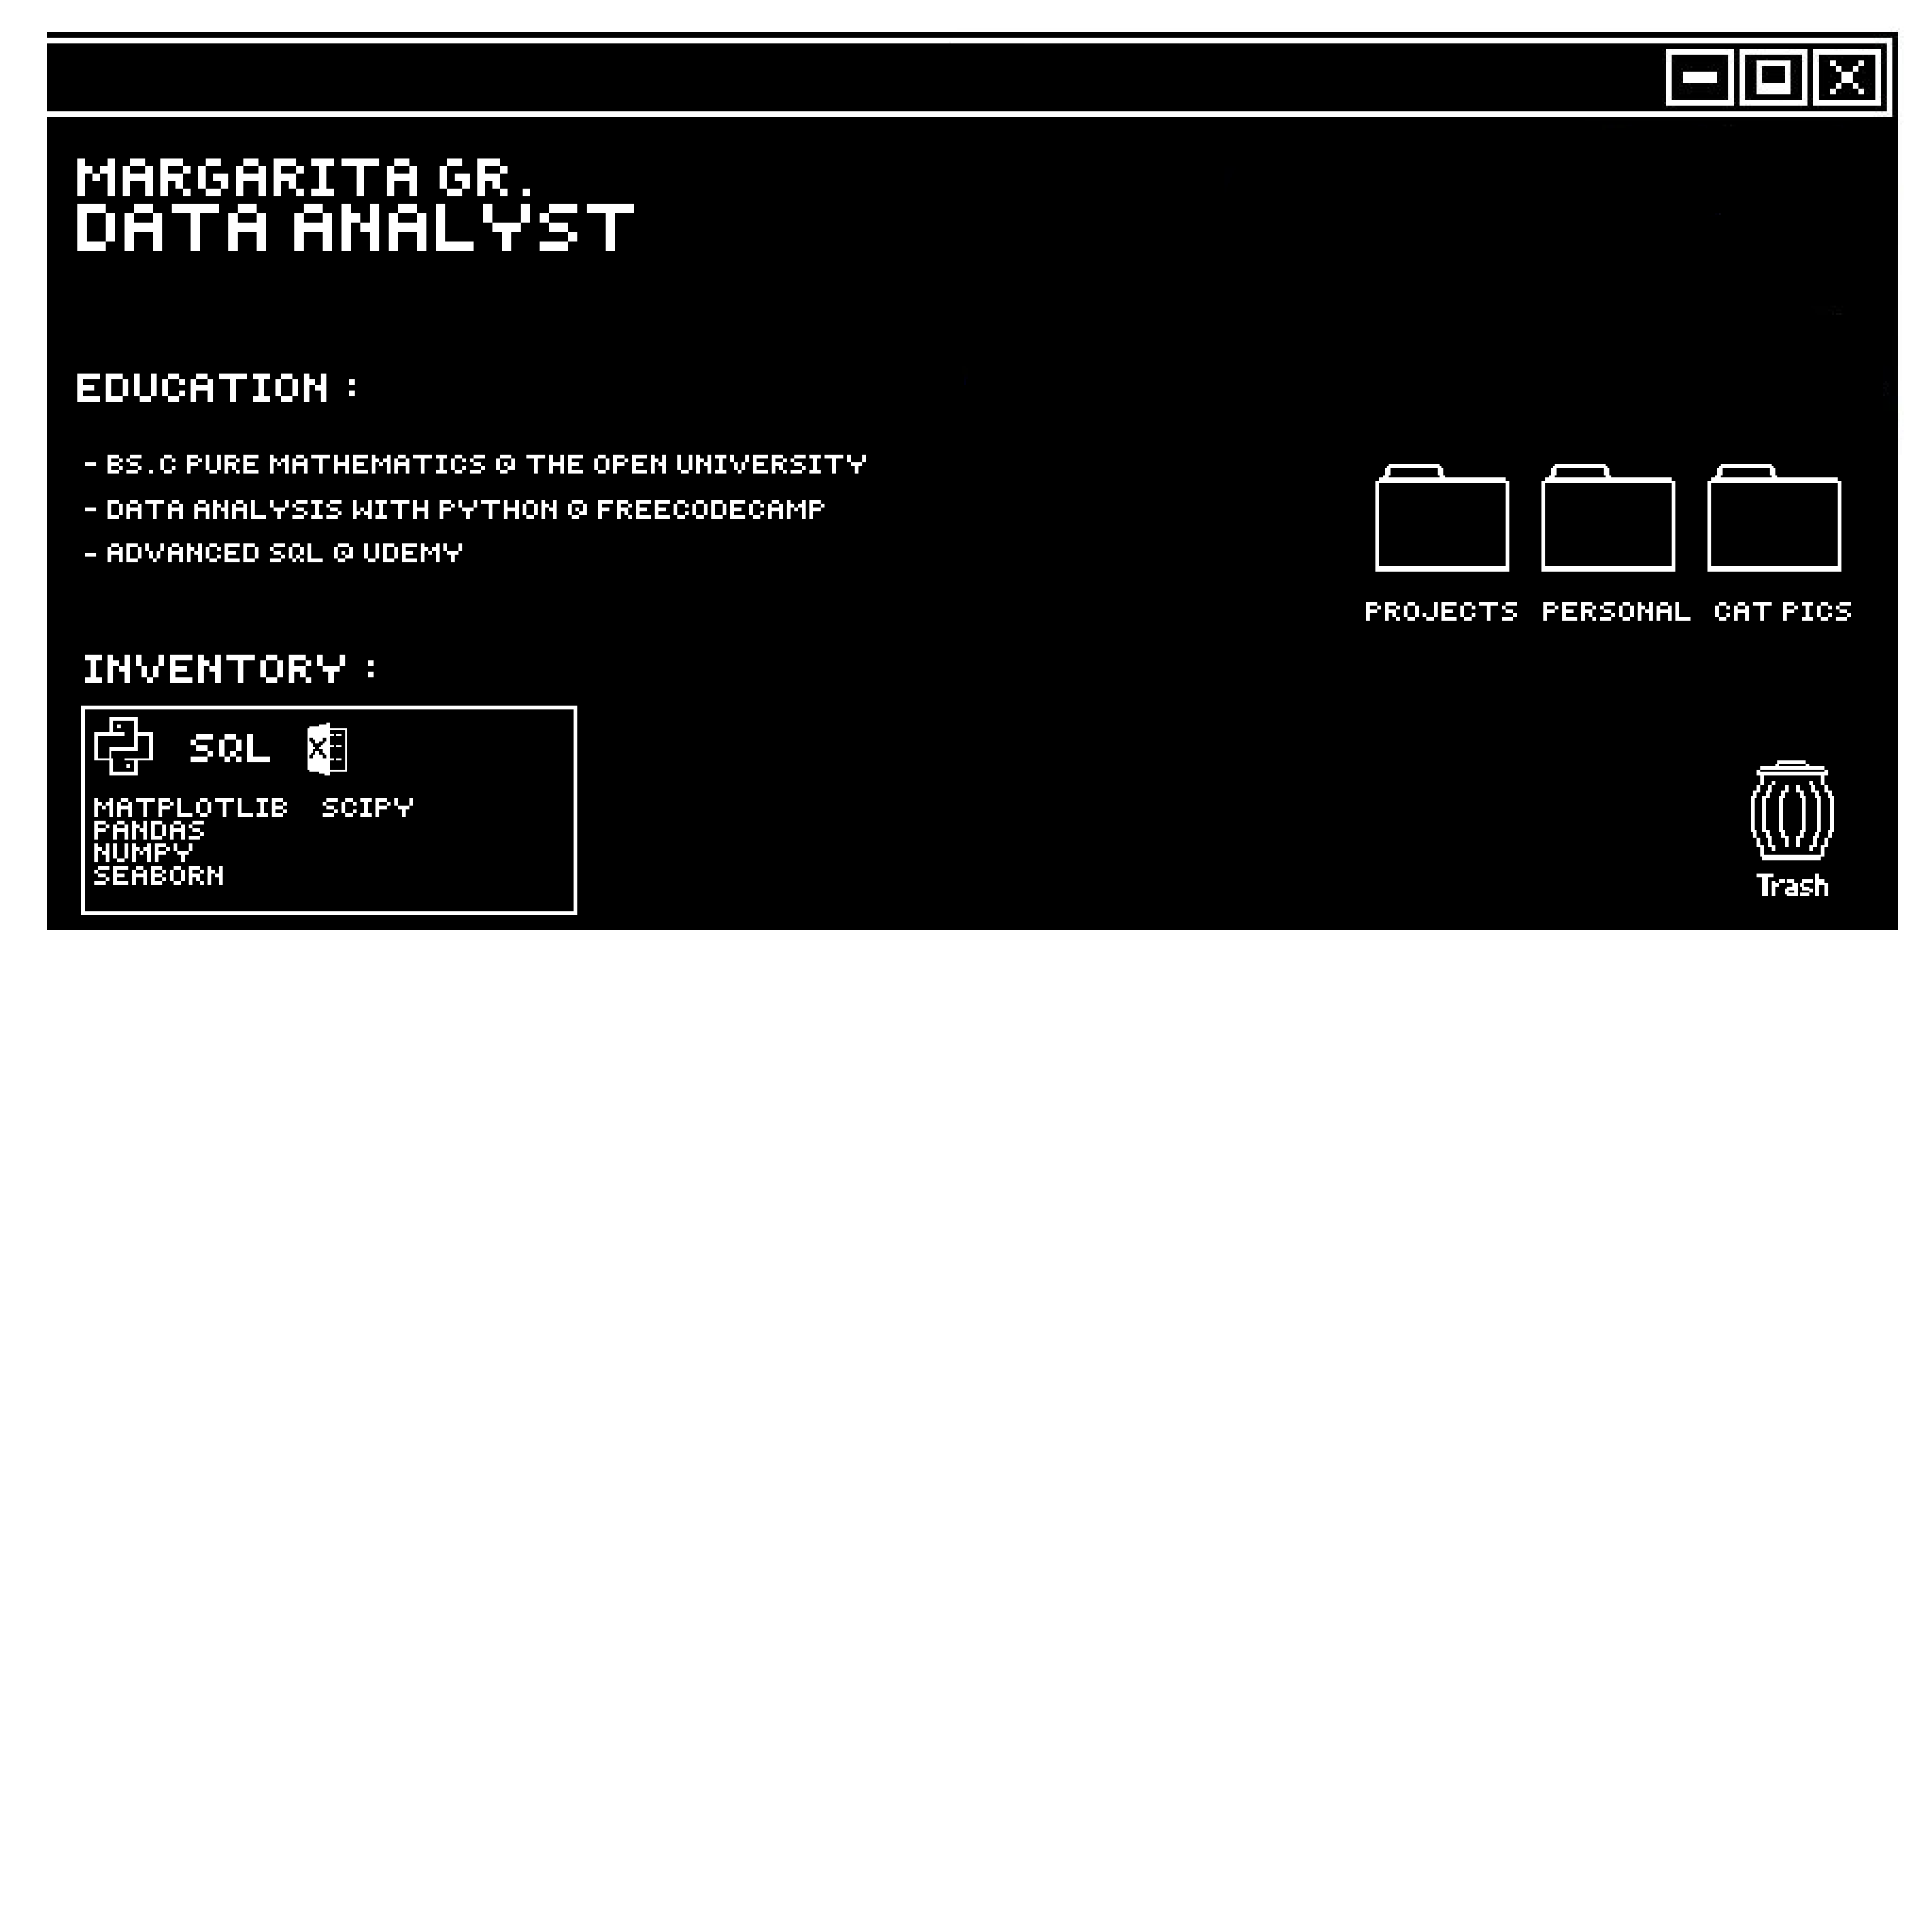 MARGARITA GR.
DATA ANALYST
EDUCATION :
- BS.C PURE MATHEMATICS @ THE OPEN UNIVERSITY
- DATA ANALYSIS WITH PYTHON @ FREECODECAMP
- ADVANCED SQL @ UDEMY
PROJECTS PERSONAL CAT PICS
INVENTORY :
SQL X
MATPLOTLIB SCIPY
PANDAS
NUMPY
SEABORN
Trash